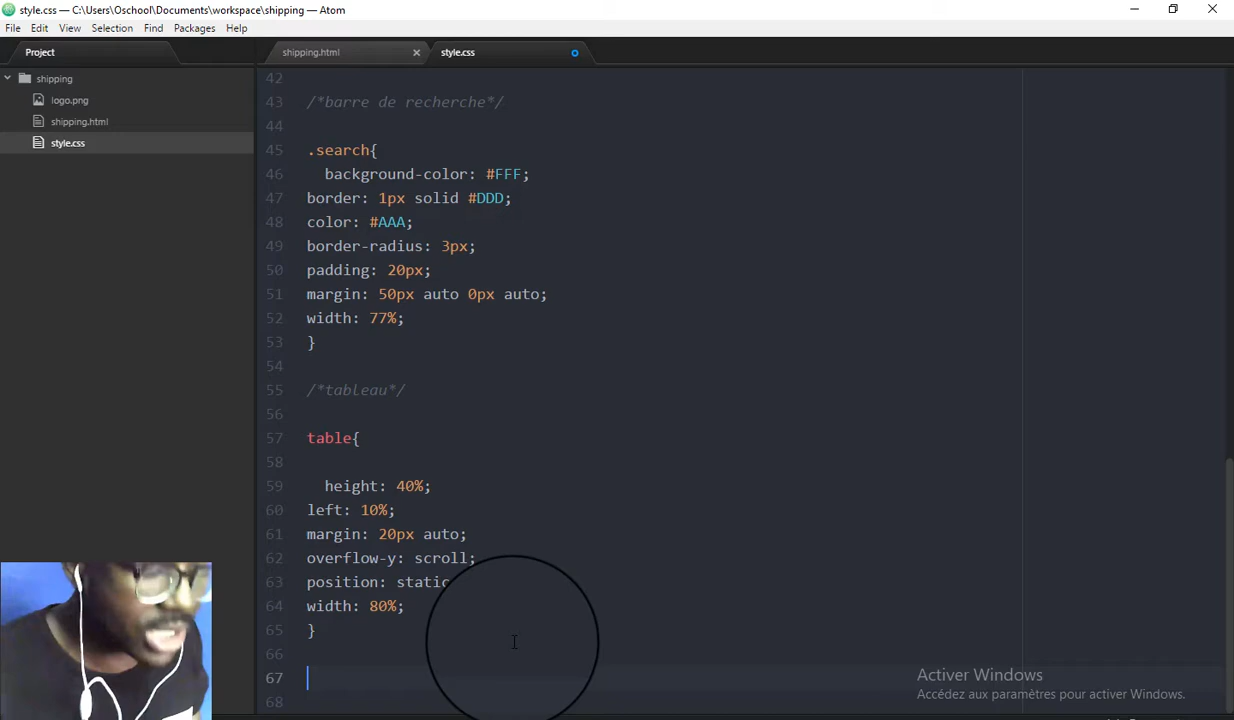 style.css — C:\Users\Oschool\Documents\workspace\shipping — Atom
File Edit View Selection Find Packages Help
Project
shipping.html
style.css
shipping
logo.png
shipping.html
style.css
42
43 /*barre de recherche*/
44
45 .search{
46 background-color: #FFF;
47 border: 1px solid #DDD;
48 color: #AAA;
49 border-radius: 3px;
50 padding: 20px;
51 margin: 50px auto 0px auto;
52 width: 77%;
53 }
54
55 /*tableau*/
56
57 table{
58
59 height: 40%;
60 left: 10%;
61 margin: 20px auto;
62 overflow-y: scroll;
63 position: static
64 width: 80%;
65 }
66
67
68
Activer Windows
Accédez aux paramètres pour activer Windows.